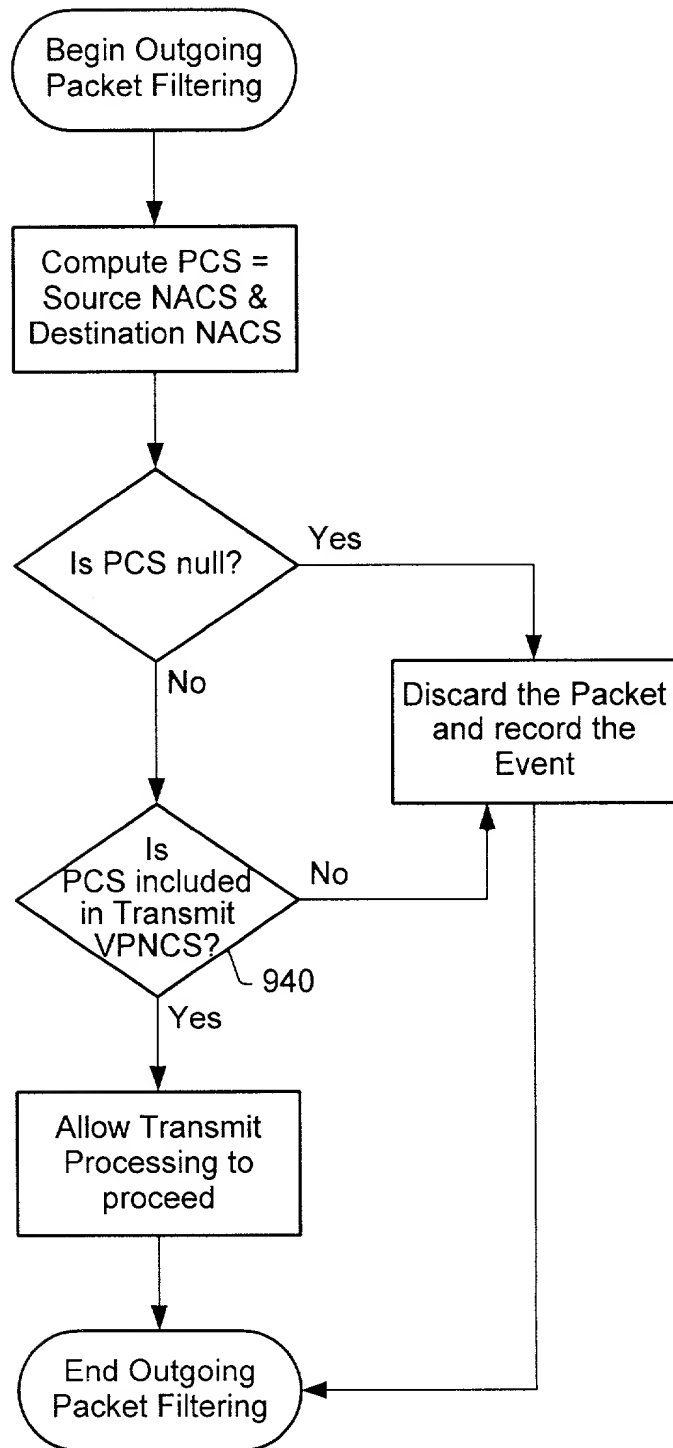 Begin Outgoing
Packet Filtering
Compute PCS =
Source NACS &
Destination NACS
Is PCS null?
Yes
No
Discard the Packet
and record the
Event
Is
PCS included
in Transmit
VPNCS?
No
940
Yes
Allow Transmit
Processing to
proceed
End Outgoing
Packet Filtering